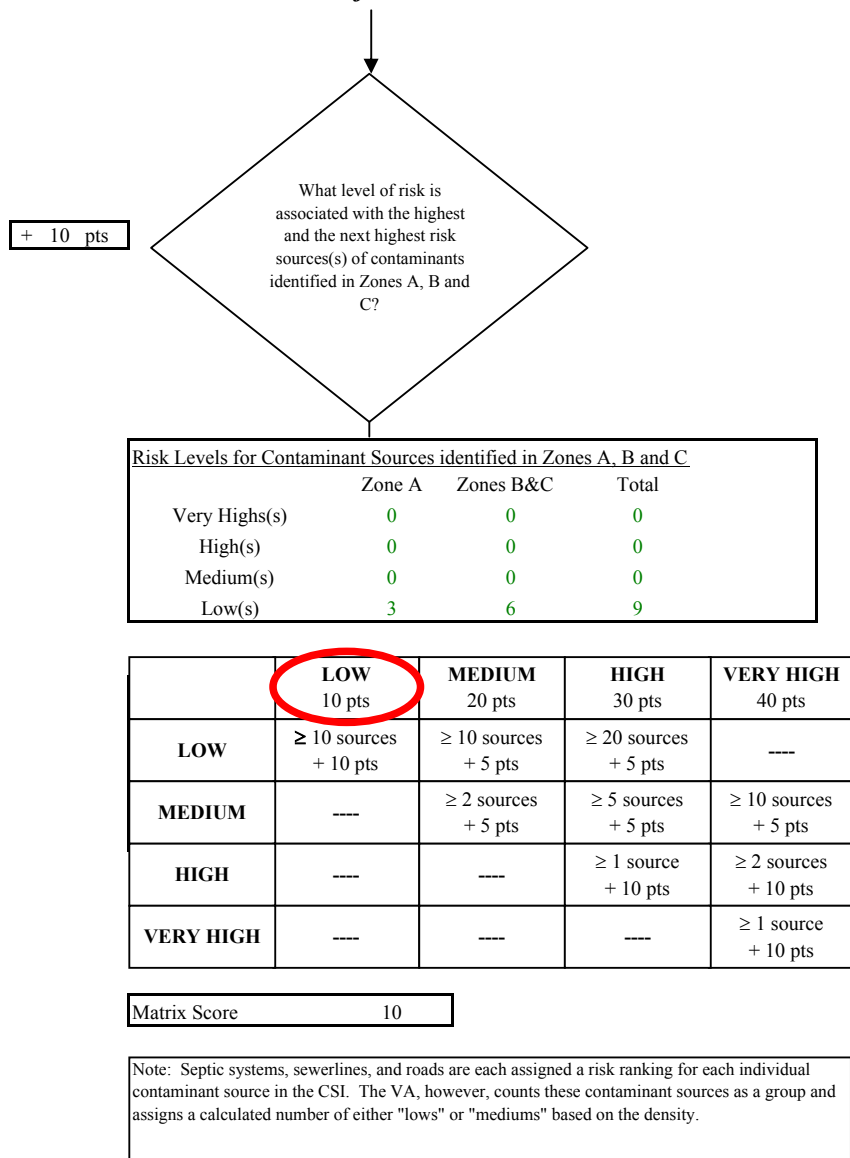 What level of risk is
associated with the highest
and the next highest risk
sources(s) of contaminants
identified in Zones A, B and
C?
+ 10 pts
Risk Levels for Contaminant Sources identified in Zones A, B and C
Zone A Zones B&C Total
Very Highs(s) 0 0 0
High(s) 0 0 0
Medium(s) 0 0 0
Low(s) 3 6 9
LOW MEDIUM HIGH VERY HIGH
10 pts 20 pts 30 pts 40 pts
LOW ≥ 10 sources + 10 pts ≥ 10 sources + 5 pts ≥ 20 sources + 5 pts ----
MEDIUM ---- ≥ 2 sources + 5 pts ≥ 5 sources + 5 pts ≥ 10 sources + 5 pts
HIGH ---- ---- ≥ 1 source + 10 pts ≥ 2 sources + 10 pts
VERY HIGH ---- ---- ---- ≥ 1 source + 10 pts
Matrix Score 10
Note: Septic systems, sewerlines, and roads are each assigned a risk ranking for each individual
contaminant source in the CSI. The VA, however, counts these contaminant sources as a group and
assigns a calculated number of either "lows" or "mediums" based on the density.